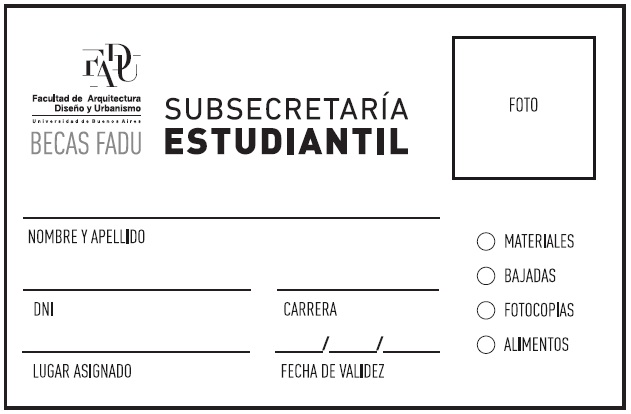 FADU
Facultad de Arquitectura
Diseño y Urbanismo
Universidad de Buenos Aires
BECAS FADU
SUBSECRETARÍA
ESTUDIANTIL
FOTO
NOMBRE Y APELLIDO
DNI
CARRERA
LUGAR ASIGNADO
/ /
FECHA DE VALIDEZ
MATERIALES
BAJADAS
FOTOCOPIAS
ALIMENTOS